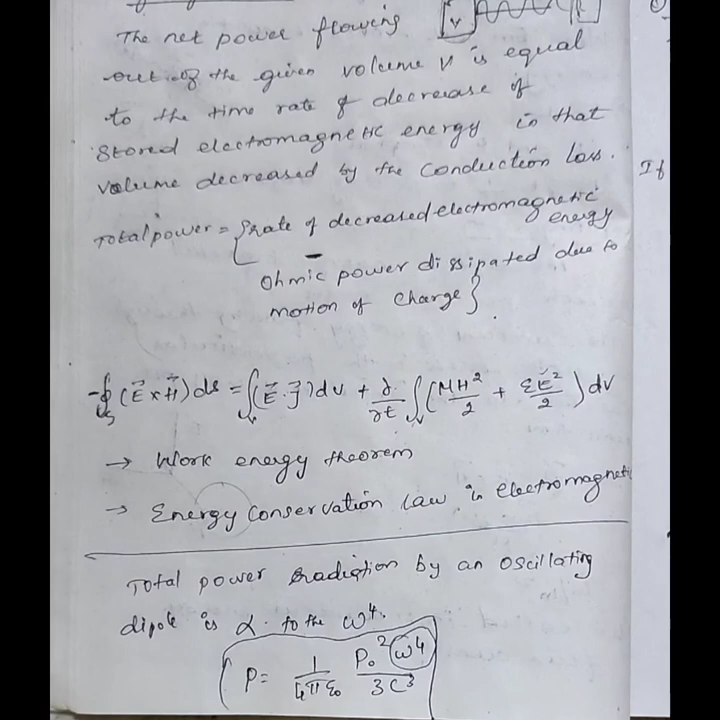 The net power flowing
V
out of the given volume V is equal
to the time rate of decrease of
stored electromagnetic energy in that
volume decreased by the conduction loss.
If
Total power = {rate of decreased electromagnetic
energy
-
ohmic power dissipated due to
motion of charge}.
-∮s (E⃗ × H⃗) ds = ∫v (E⃗ · J⃗) dv + ∂/∂t ∫v (μH²/2 + εE²/2) dv
→ Work energy theorem
→ Energy conservation law in electromagnetic
Total power radiation by an oscillating
dipole is α to the ω⁴.
P = 1/4πε₀ P₀²ω⁴/3C³